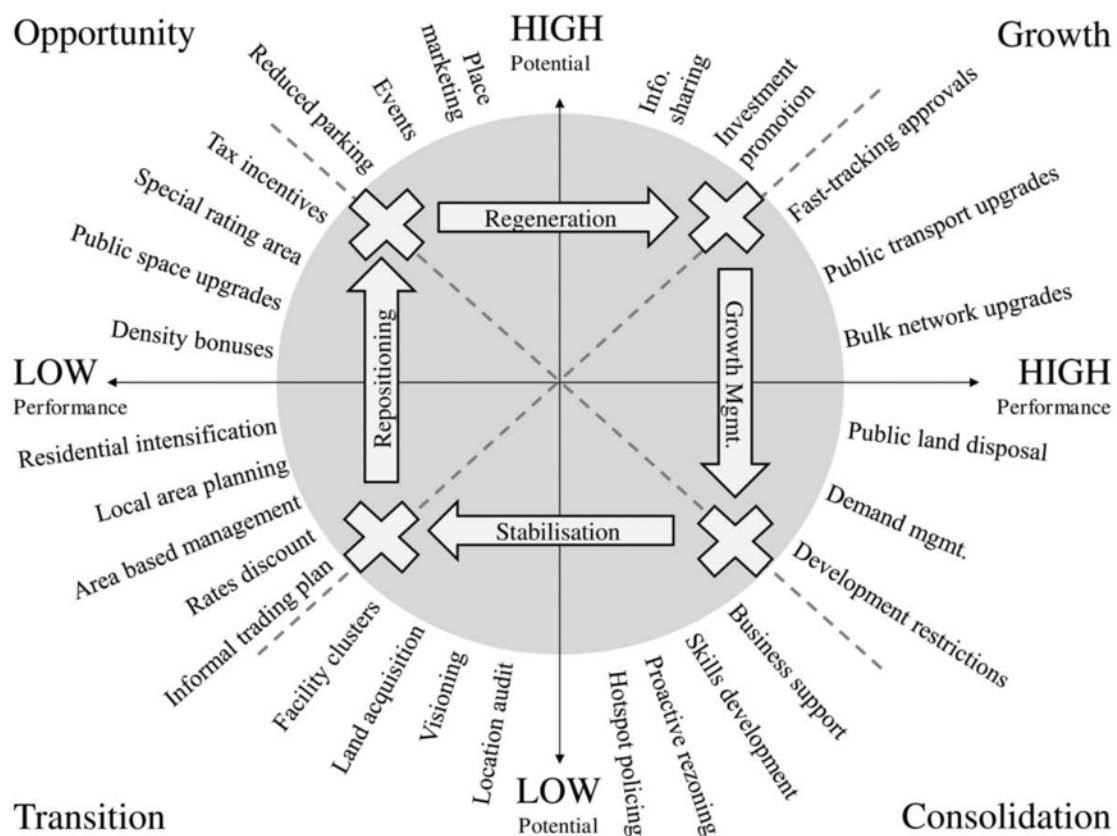 Opportunity
HIGH
Potential
Growth
Reduced parking
Events
Place
marketing
Info.
sharing
Investment
promotion
Fast-tracking approvals
Tax incentives
Special rating area
Public space upgrades
Density bonuses
Public transport upgrades
Bulk network upgrades
Regeneration
Repositioning
Growth Mgmt.
Stabilisation
LOW
Performance
HIGH
Performance
Residential intensification
Local area planning
Area based management
Rates discount
Informal trading plan
Facility clusters
Land acquisition
Visioning
Location audit
Public land disposal
Demand mgmt.
Development restrictions
Business support
Skills development
Proactive rezoning
Hotspot policing
Transition
LOW
Potential
Consolidation